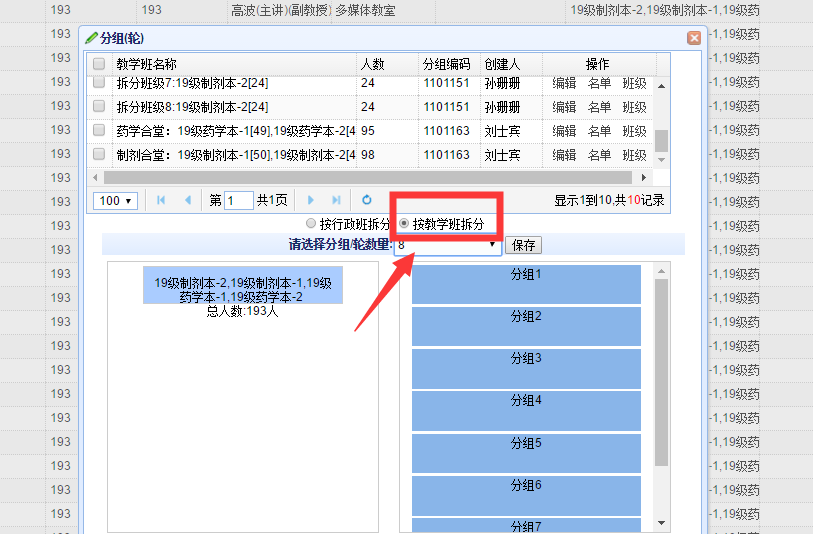 193 193 高波(主讲)(副教授) 多媒体教室 19级制剂本-2,19级制剂本-1,19级药
193 -1,19级药
分组(轮)
193 -1,19级药
教学班名称 人数 分组编码 创建人 操作
193 -1,19级药
拆分班级7:19级制剂本-2[24] 24 1101151 孙珊珊 编辑 名单 班级
193 -1,19级药
拆分班级8:19级制剂本-2[24] 24 1101151 孙珊珊 编辑 名单 班级
193 -1,19级药
药学合堂：19级药学本-1[49],19级药学本-2[4 95 1101163 刘士宾 编辑 名单 班级
193 -1,19级药
制剂合堂：19级制剂本-1[50],19级制剂本-2[4 98 1101163 刘士宾 编辑 名单 班级
193 -1,19级药
193 -1,19级药
100 第 1 共1页 显示1到10,共10记录
193 -1,19级药
按行政班拆分 按教学班拆分
193 -1,19级药
请选择分组/轮数量: 8 保存
193 -1,19级药
19级制剂本-2,19级制剂本-1,19级
药学本-1,19级药学本-2
总人数:193人
分组1
193 -1,19级药
193 -1,19级药
分组2
193 -1,19级药
193 -1,19级药
分组3
193 -1,19级药
193 -1,19级药
分组4
193 -1,19级药
分组5
193 -1,19级药
193 -1,19级药
分组6
193 -1,19级药
193 -1,19级药
分组7